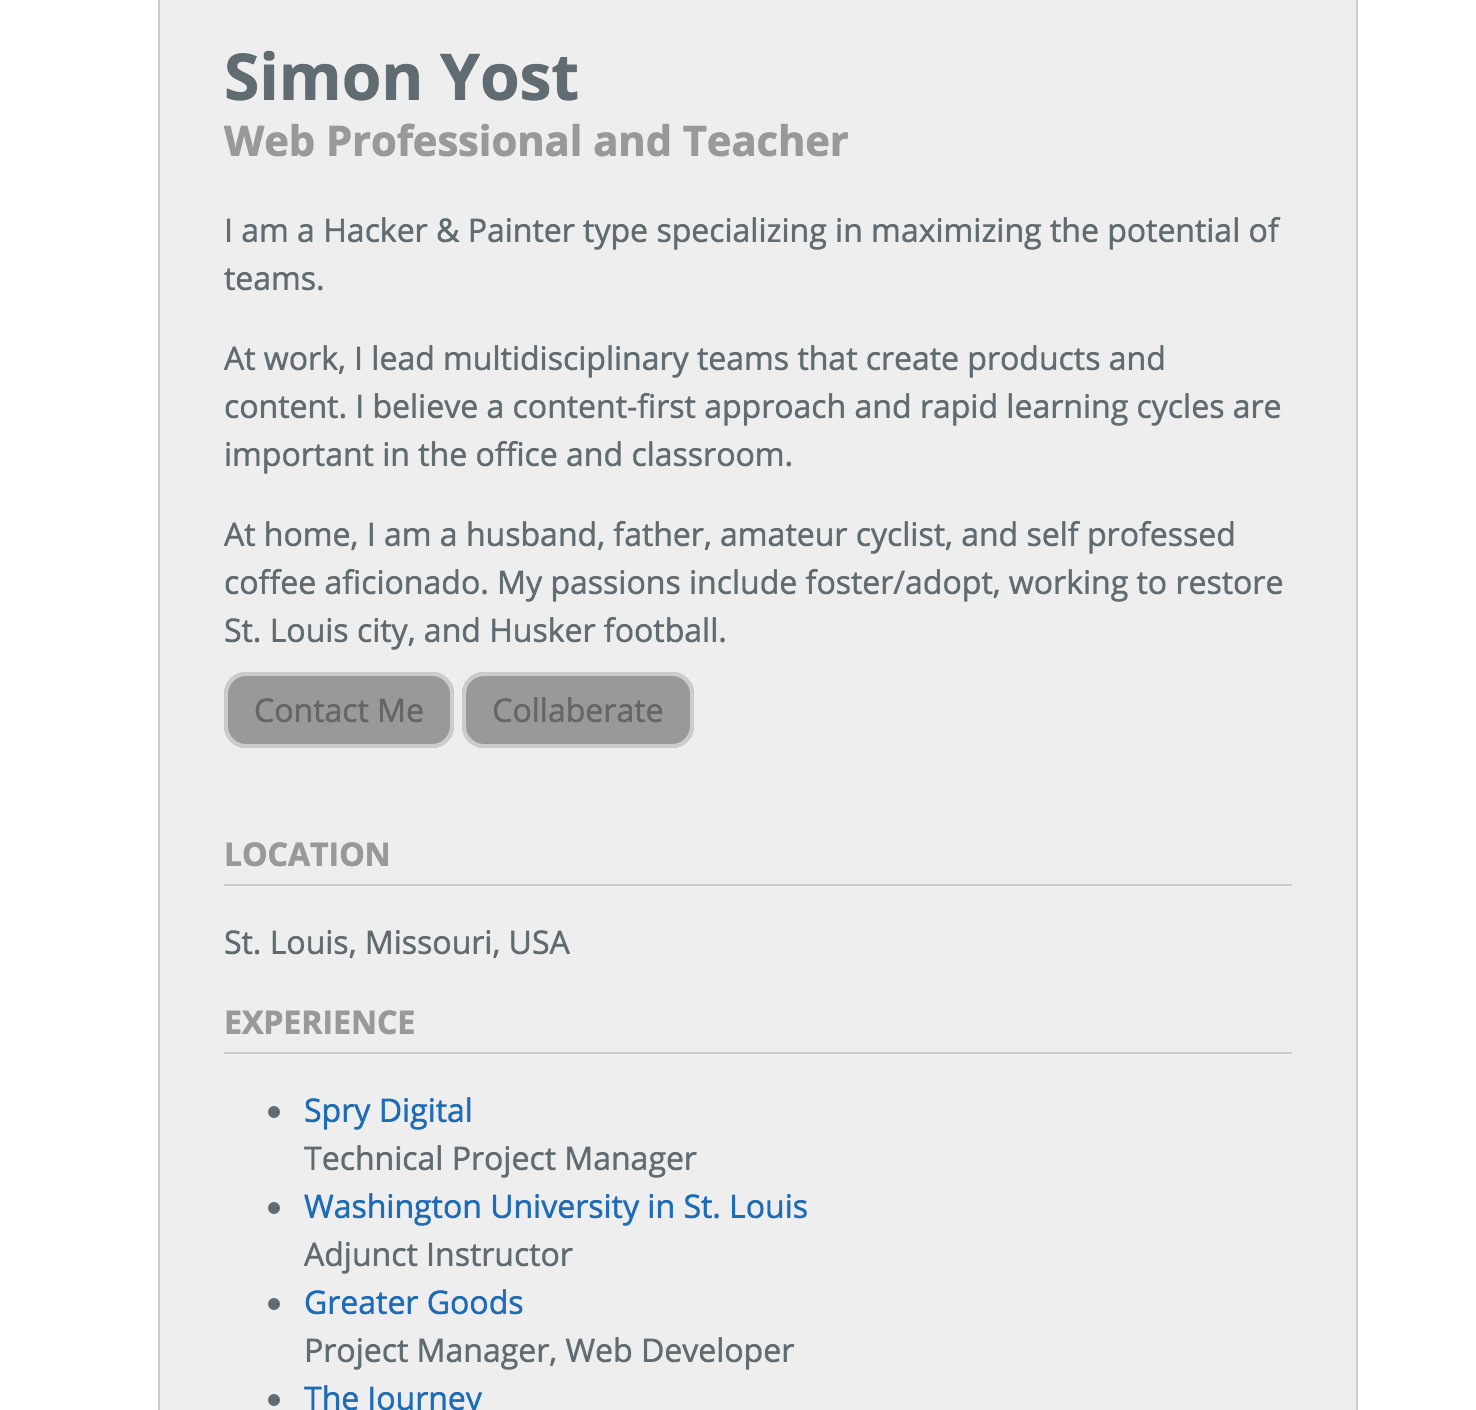 Simon Yost
Web Professional and Teacher
I am a Hacker & Painter type specializing in maximizing the potential of
teams.
At work, I lead multidisciplinary teams that create products and
content. I believe a content-first approach and rapid learning cycles are
important in the office and classroom.
At home, I am a husband, father, amateur cyclist, and self professed
coffee aficionado. My passions include foster/adopt, working to restore
St. Louis city, and Husker football.
Contact Me Collaberate
LOCATION
St. Louis, Missouri, USA
EXPERIENCE
Spry Digital
Technical Project Manager
Washington University in St. Louis
Adjunct Instructor
Greater Goods
Project Manager, Web Developer
The Journey